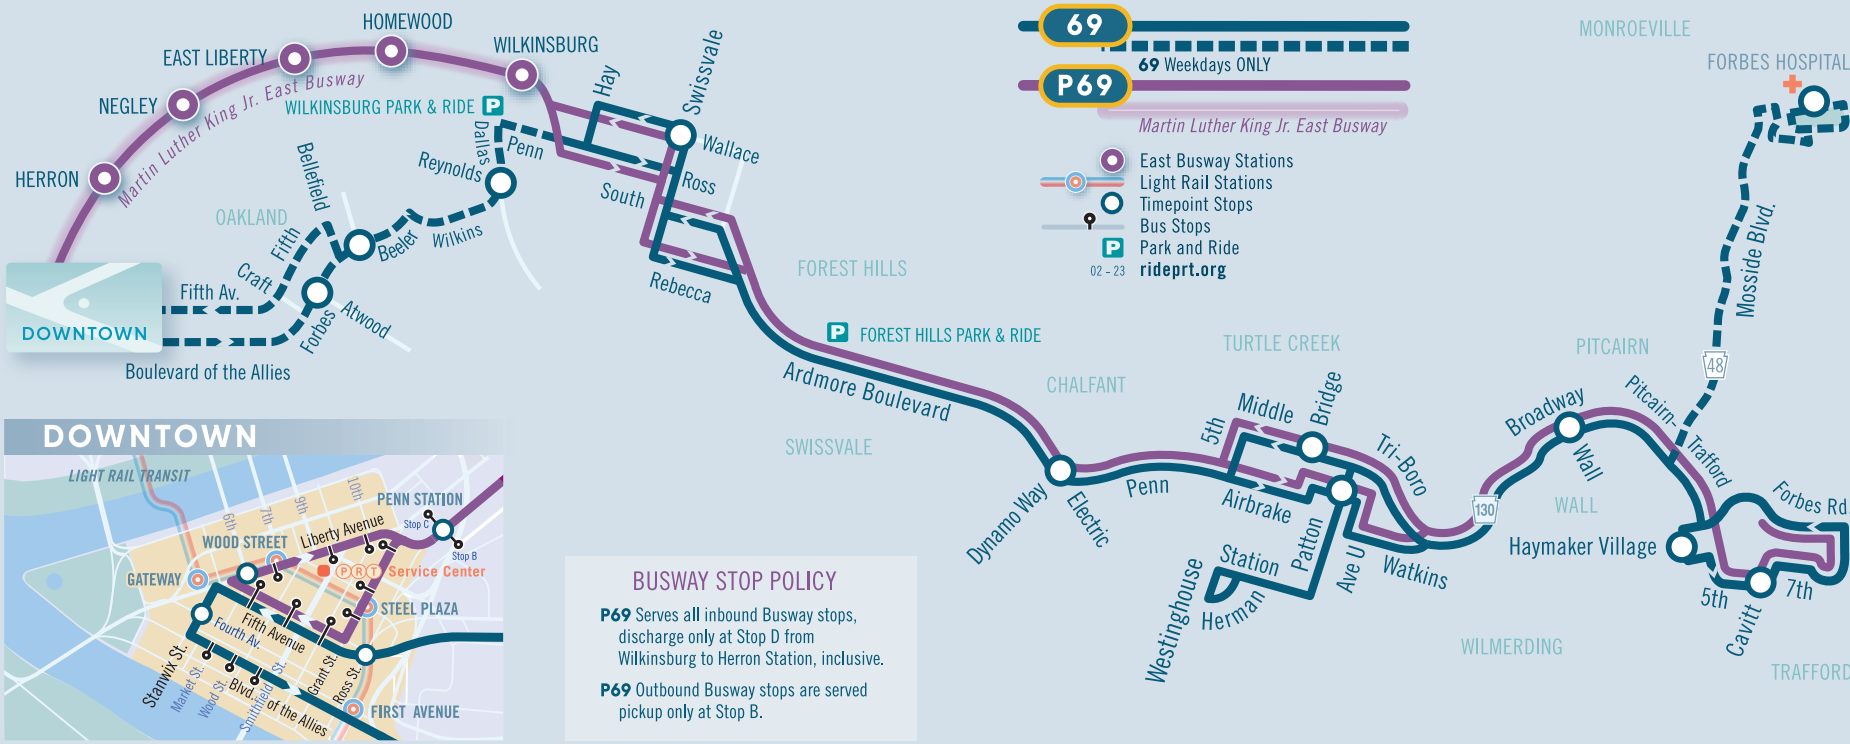 HOMEWOOD
EAST LIBERTY
WILKINSBURG
NEGLEY
HERRON
Martin Luther King Jr. East Busway
WILKINSBURG PARK & RIDE P
OAKLAND
DOWNTOWN
Fifth Av.
Boulevard of the Allies
Craft
Fifth
Bellefield
Forbes
Atwood
Beeler
Wilkins
Reynolds
Dallas
Penn
Hay
Swissvale
Wallace
Ross
South
Rebecca
FOREST HILLS
P FOREST HILLS PARK & RIDE
Ardmore Boulevard
SWISSVALE
CHALFANT
Dynamo Way
Electric
Penn
TURTLE CREEK
5th
Middle
Bridge
Tri-Boro
Airbrake
Patton
Ave U
Watkins
Station
Herman
Westinghouse
WILMERDING
130
Broadway
Wall
WALL
PITCAIRN
Pitcairn-
Trafford
48
Mossside Blvd.
MONROEVILLE
FORBES HOSPITAL
Haymaker Village
Forbes Rd.
5th
7th
Cavitt
TRAFFORD
69
69 Weekdays ONLY
P69
Martin Luther King Jr. East Busway
East Busway Stations
Light Rail Stations
Timepoint Stops
Bus Stops
P Park and Ride
02 - 23 rideprt.org
DOWNTOWN
LIGHT RAIL TRANSIT
6th
7th
9th
10th
PENN STATION
Stop C
Stop B
Liberty Avenue
WOOD STREET
GATEWAY
PRT Service Center
STEEL PLAZA
Fifth Avenue
Fourth Av.
Stanwix St.
Market St.
Wood St.
Smithfield St.
Blvd. of the Allies
Grant St.
Ross St.
FIRST AVENUE
BUSWAY STOP POLICY
P69 Serves all inbound Busway stops,
discharge only at Stop D from
Wilkinsburg to Herron Station, inclusive.
P69 Outbound Busway stops are served
pickup only at Stop B.